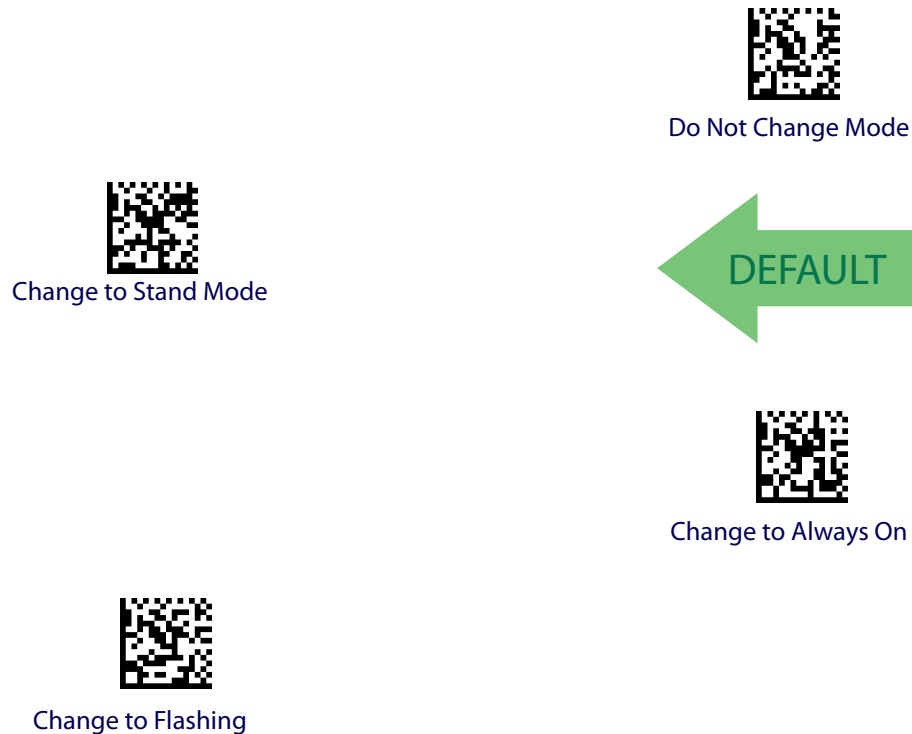 Do Not Change Mode
Change to Stand Mode
DEFAULT
Change to Always On
Change to Flashing